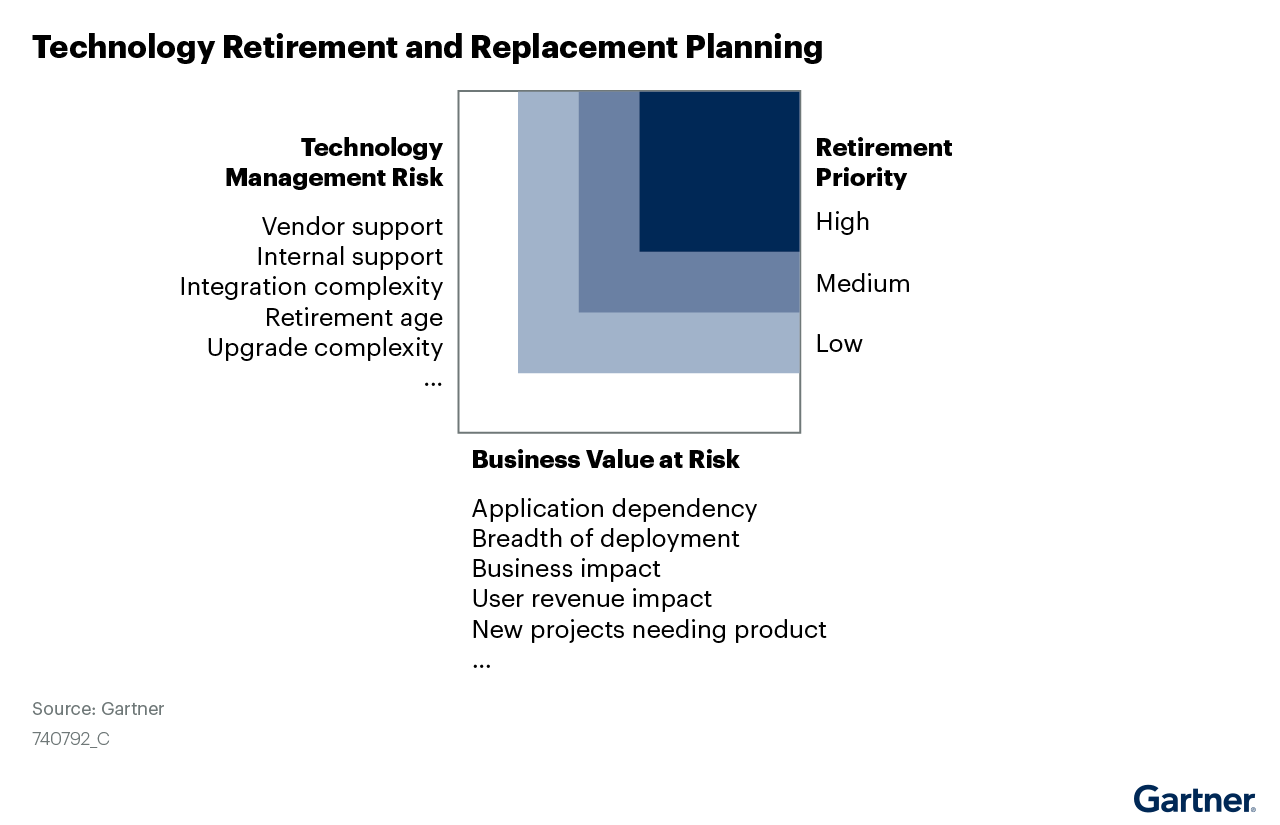 Technology Retirement and Replacement Planning
Technology
Management Risk
Vendor support
Internal support
Integration complexity
Retirement age
Upgrade complexity
...
Retirement
Priority
High
Medium
Low
Business Value at Risk
Application dependency
Breadth of deployment
Business impact
User revenue impact
New projects needing product
...
Source: Gartner
740792_C
Gartner®